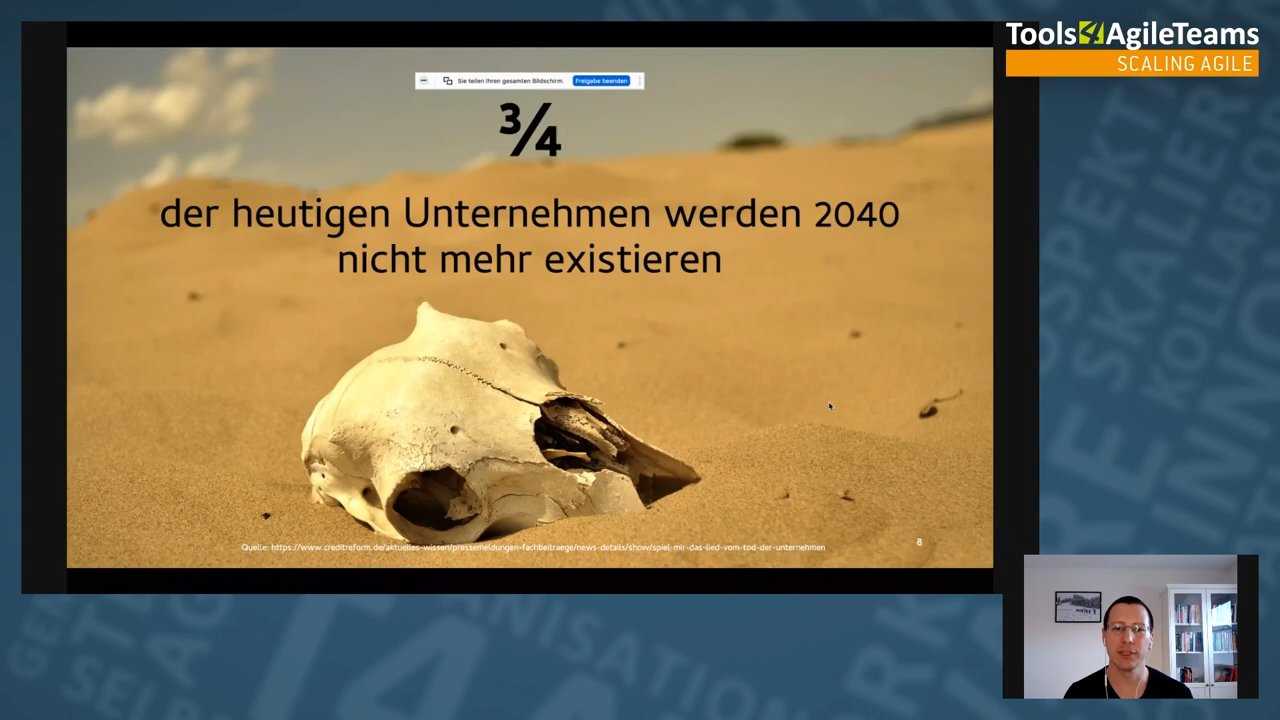 Tools4AgileTeams
SCALING AGILE
Sie teilen Ihren gesamten Bildschirm. Freigabe beenden
¾
der heutigen Unternehmen werden 2040
nicht mehr existieren
Quelle: https://www.creditreform.de/aktuelles-wissen/pressemeldungen-fachbeitraege/news-details/show/spiel-mir-das-lied-vom-tod-der-unternehmen
8